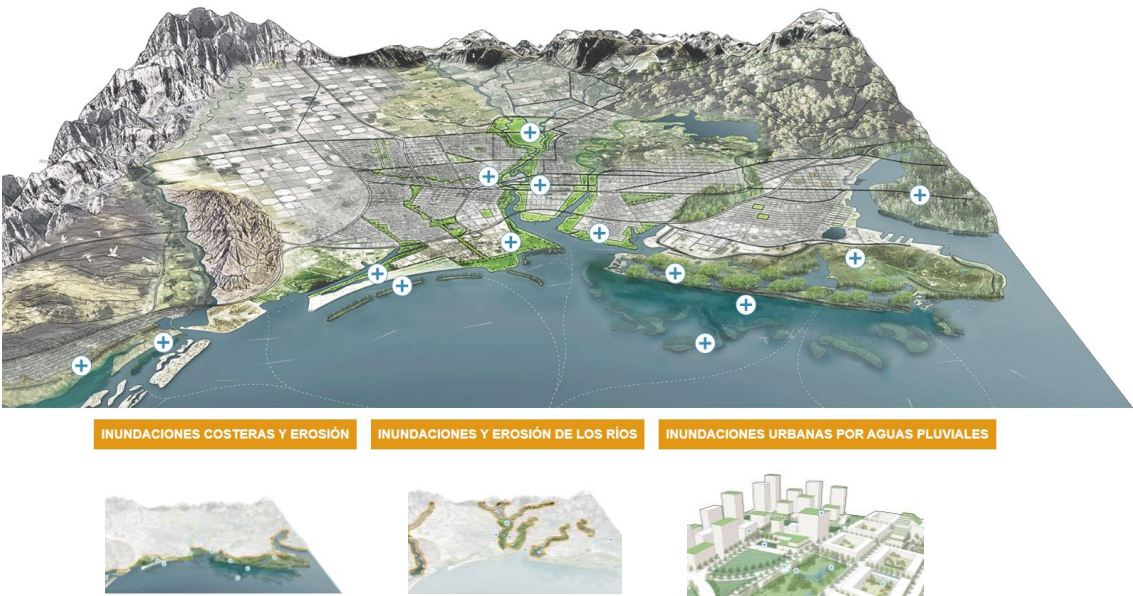 INUNDACIONES COSTERAS Y EROSIÓN
INUNDACIONES Y EROSIÓN DE LOS RÍOS
INUNDACIONES URBANAS POR AGUAS PLUVIALES